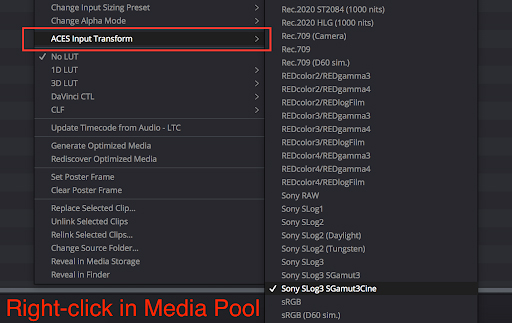 Change Input Sizing Preset
Change Alpha Mode
ACES Input Transform
No LUT
1D LUT
3D LUT
DaVinci CTL
CLF
Update Timecode from Audio - LTC
Generate Optimized Media
Rediscover Optimized Media
Set Poster Frame
Clear Poster Frame
Replace Selected Clip...
Unlink Selected Clips
Relink Selected Clips...
Change Source Folder...
Reveal in Media Storage
Reveal in Finder
Right-click in Media Pool
Rec.2020 ST2084 (1000 nits)
Rec.2020 HLG (1000 nits)
Rec.709 (Camera)
Rec.709
Rec.709 (D60 sim.)
REDcolor2/REDgamma3
REDcolor2/REDlogFilm
REDcolor3/REDgamma3
REDcolor3/REDgamma4
REDcolor3/REDlogFilm
REDcolor4/REDgamma3
REDcolor4/REDgamma4
REDcolor4/REDlogFilm
Sony RAW
Sony SLog1
Sony SLog2
Sony SLog2 (Daylight)
Sony SLog2 (Tungsten)
Sony SLog3
Sony SLog3 SGamut3
Sony SLog3 SGamut3Cine
sRGB
sRGB (D60 sim.)